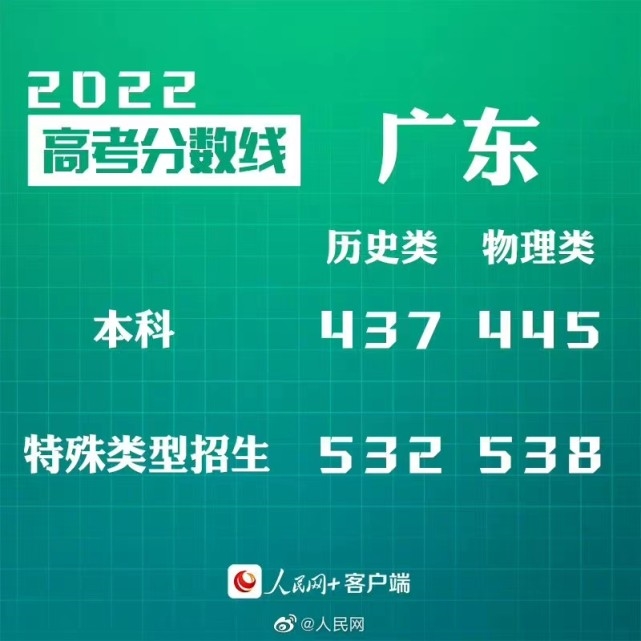 2022
高考分数线
广东
历史类 物理类
本科 437 445
特殊类型招生 532 538
人民网+客户端
@人民网